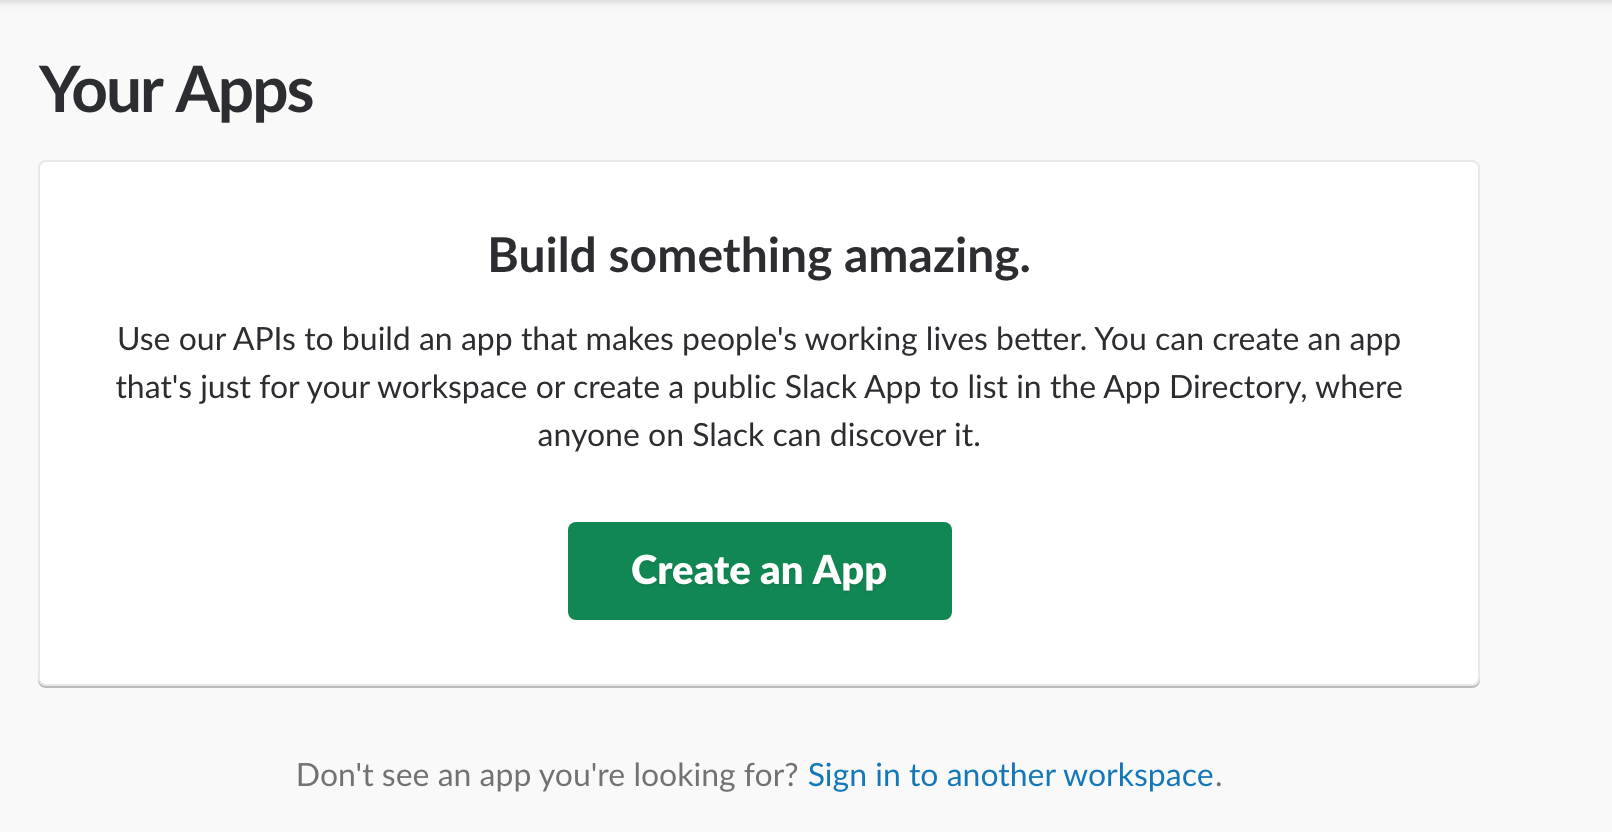 Your Apps
Build something amazing.
Use our APIs to build an app that makes people's working lives better. You can create an app
that's just for your workspace or create a public Slack App to list in the App Directory, where
anyone on Slack can discover it.
Create an App
Don't see an app you're looking for? Sign in to another workspace.